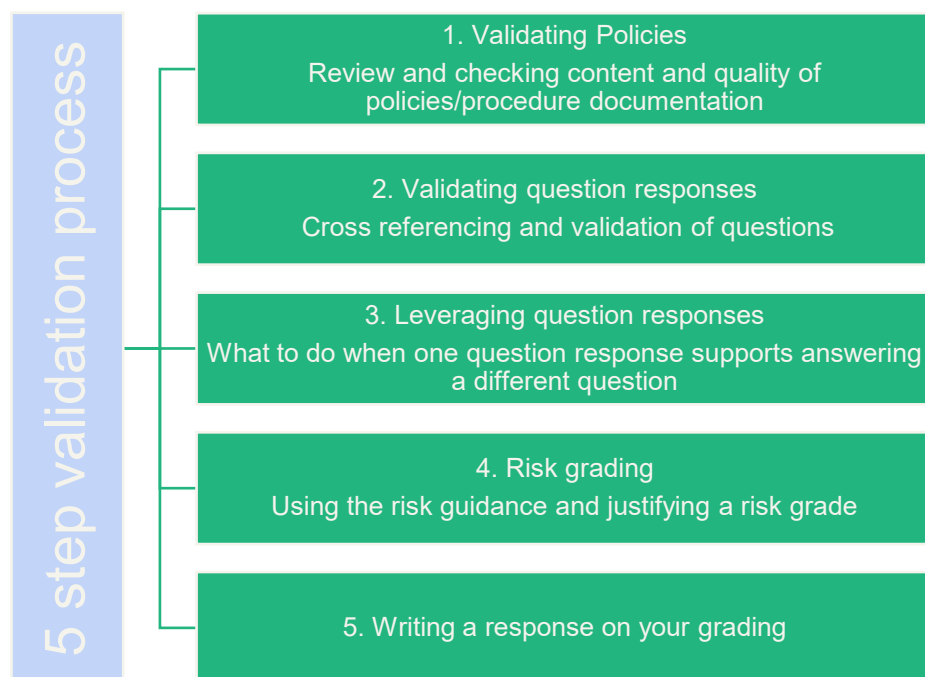 5 step validation process
1. Validating Policies
Review and checking content and quality of
policies/procedure documentation
2. Validating question responses
Cross referencing and validation of questions
3. Leveraging question responses
What to do when one question response supports answering
a different question
4. Risk grading
Using the risk guidance and justifying a risk grade
5. Writing a response on your grading